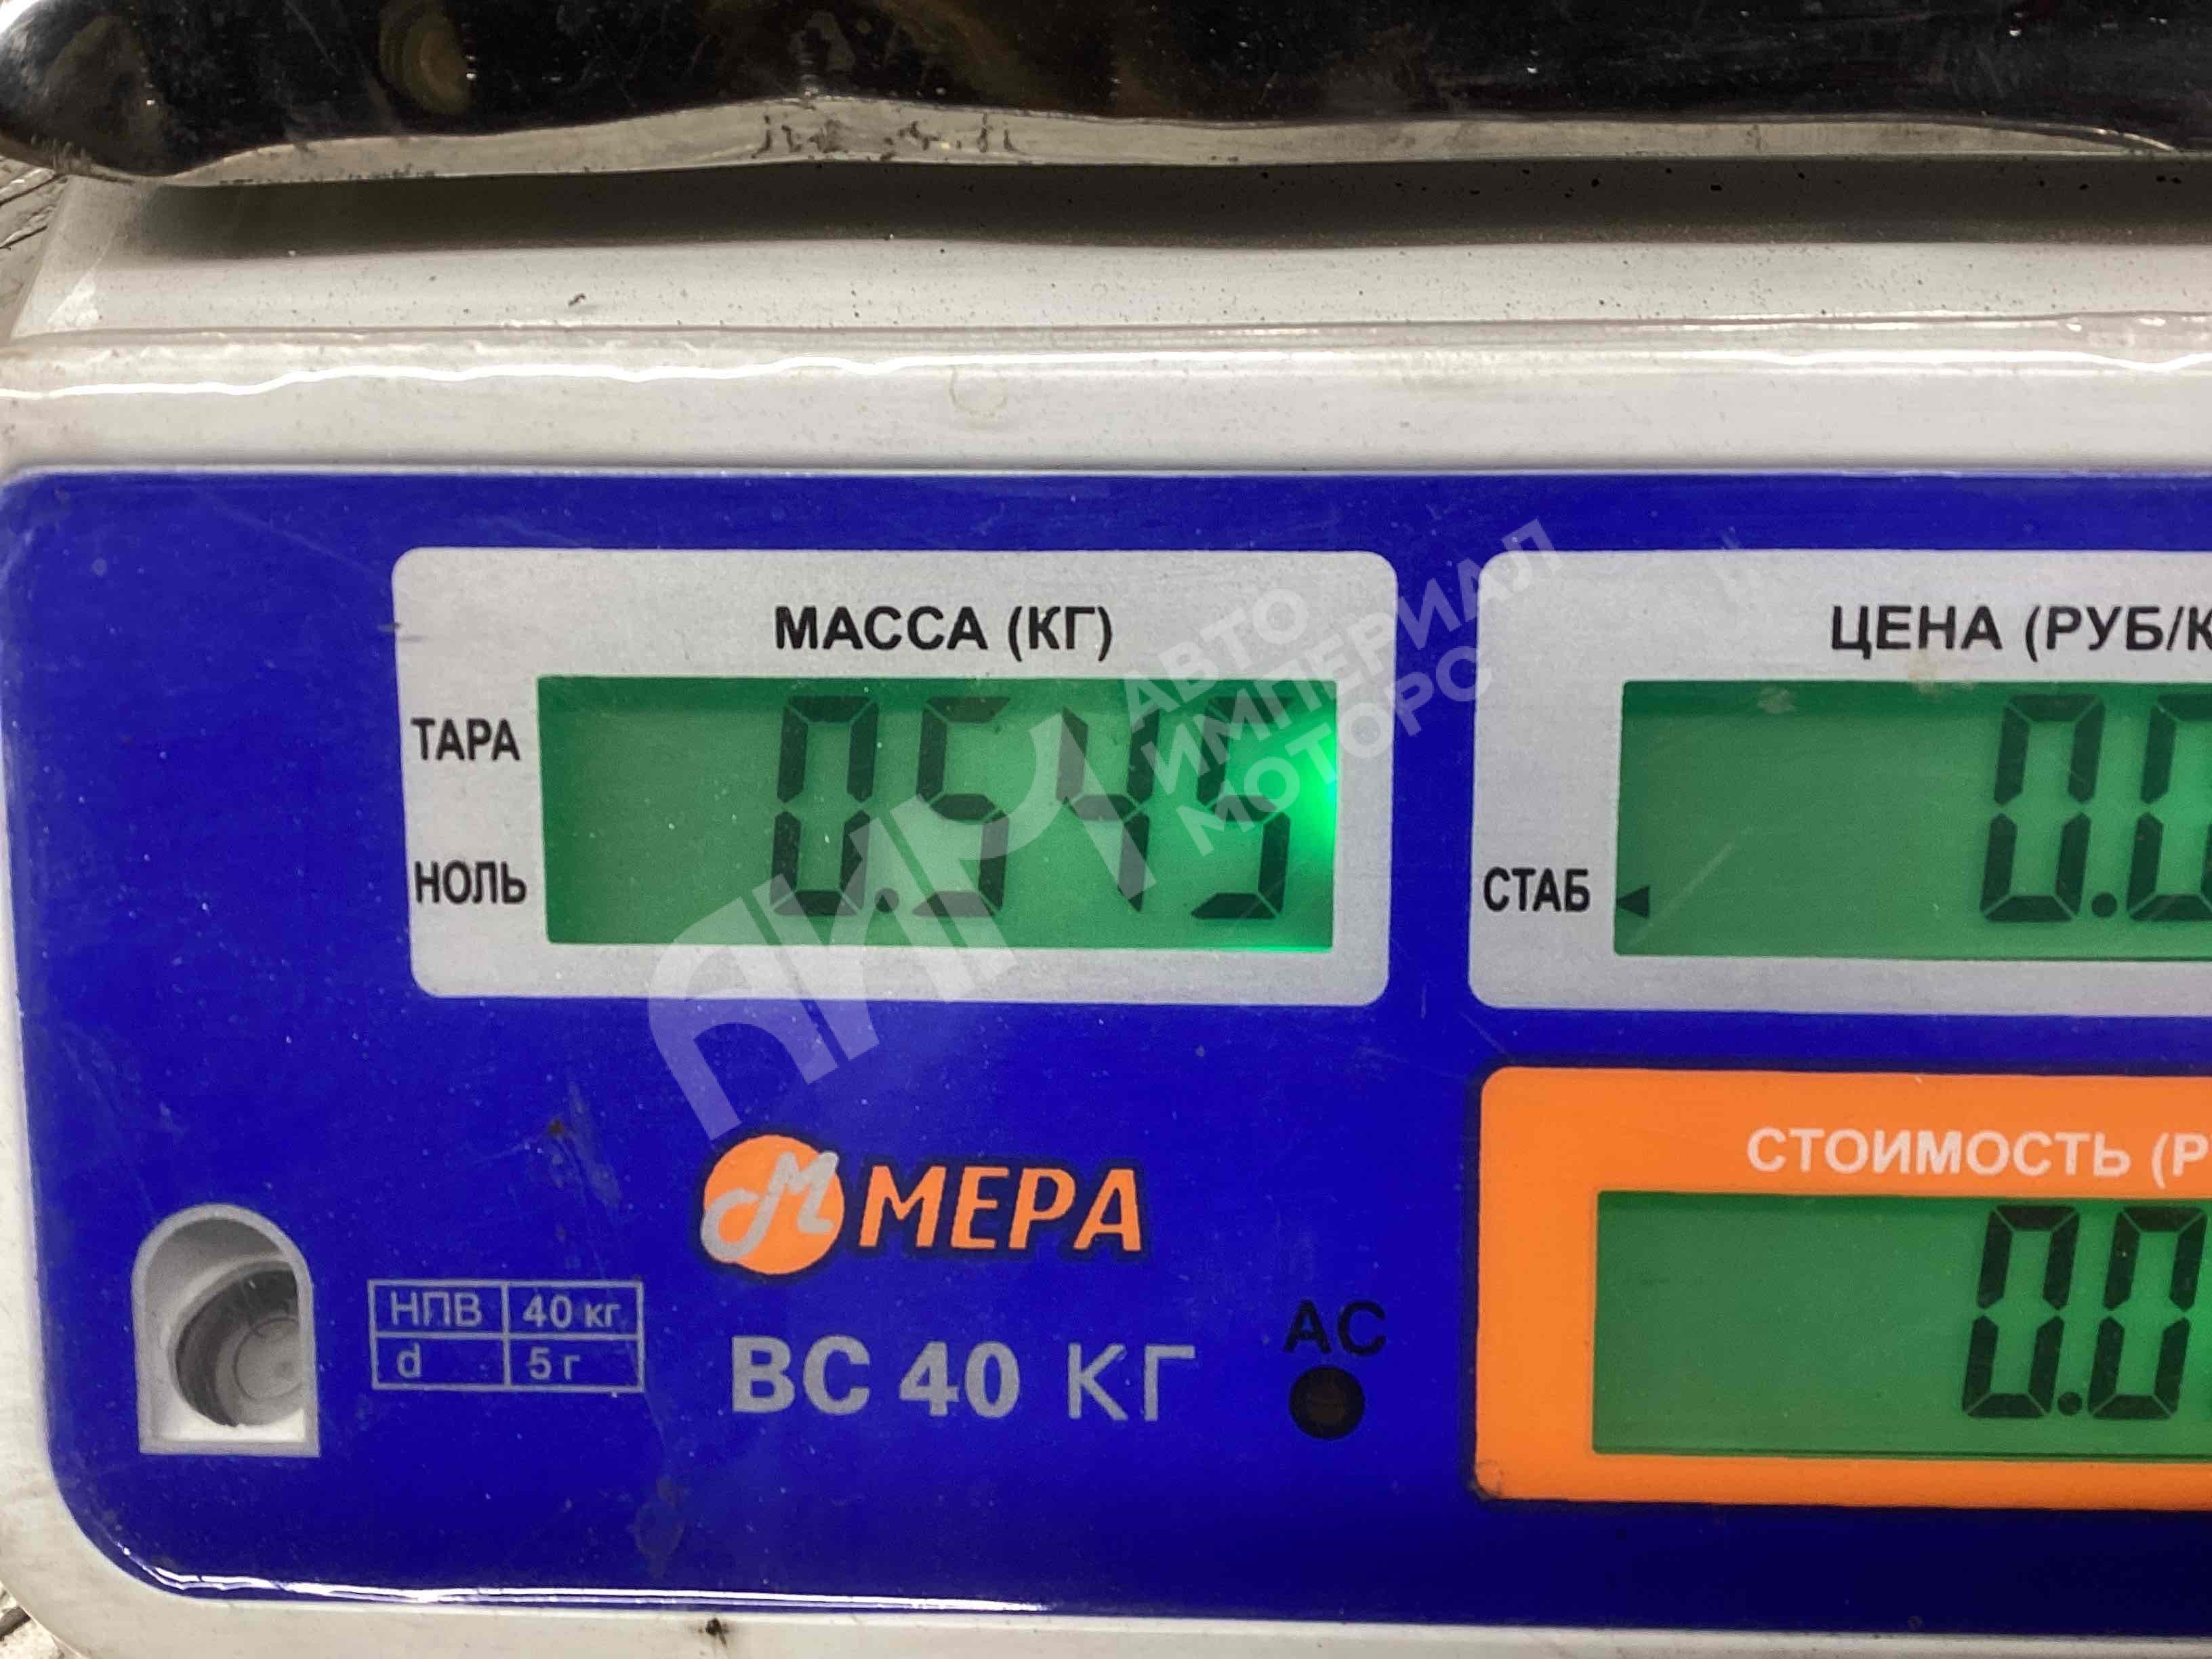 МАССА (КГ)
ЦЕНА (РУБ/К
ТАРА
0.545
0.0
НОЛЬ
СТАБ
АИМ
АВТО
ИМПЕРИАЛ
МОТОРС
СТОИМОСТЬ (Р
0.0
М МЕРА
НПВ 40 кг
d 5 г
ВС 40 КГ
АС